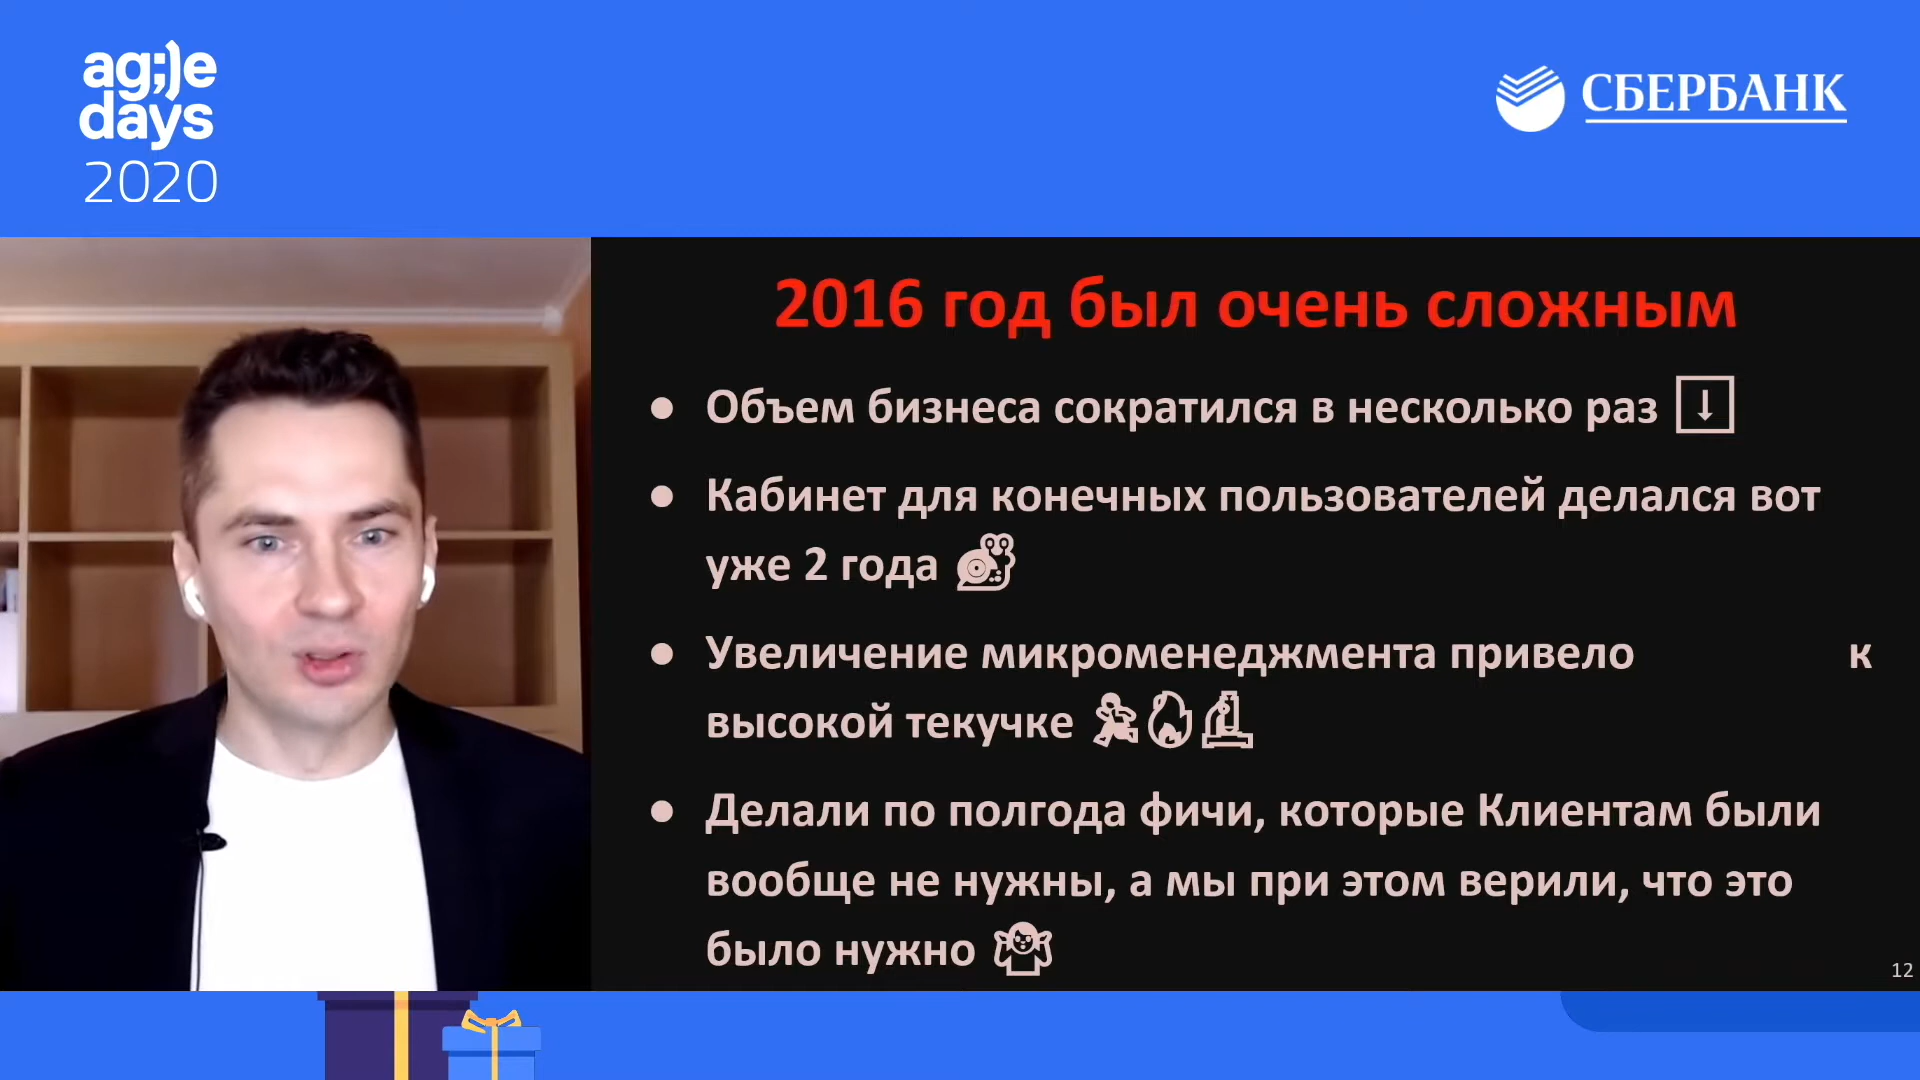 ag;le
days
2020
СБЕРБАНК
2016 год был очень сложным
● Объем бизнеса сократился в несколько раз
● Кабинет для конечных пользователей делался вот
уже 2 года
● Увеличение микроменеджмента привело к
высокой текучке
● Делали по полгода фичи, которые Клиентам были
вообще не нужны, а мы при этом верили, что это
было нужно
12